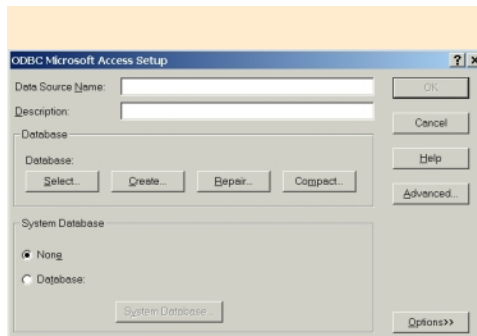 ODBC Microsoft Access Setup
Data Source Name:
OK
Description:
Cancel
Database
Database:
Help
Select... Create... Repair... Compact...
Advanced...
System Database
None
Database:
System Database...
Options>>